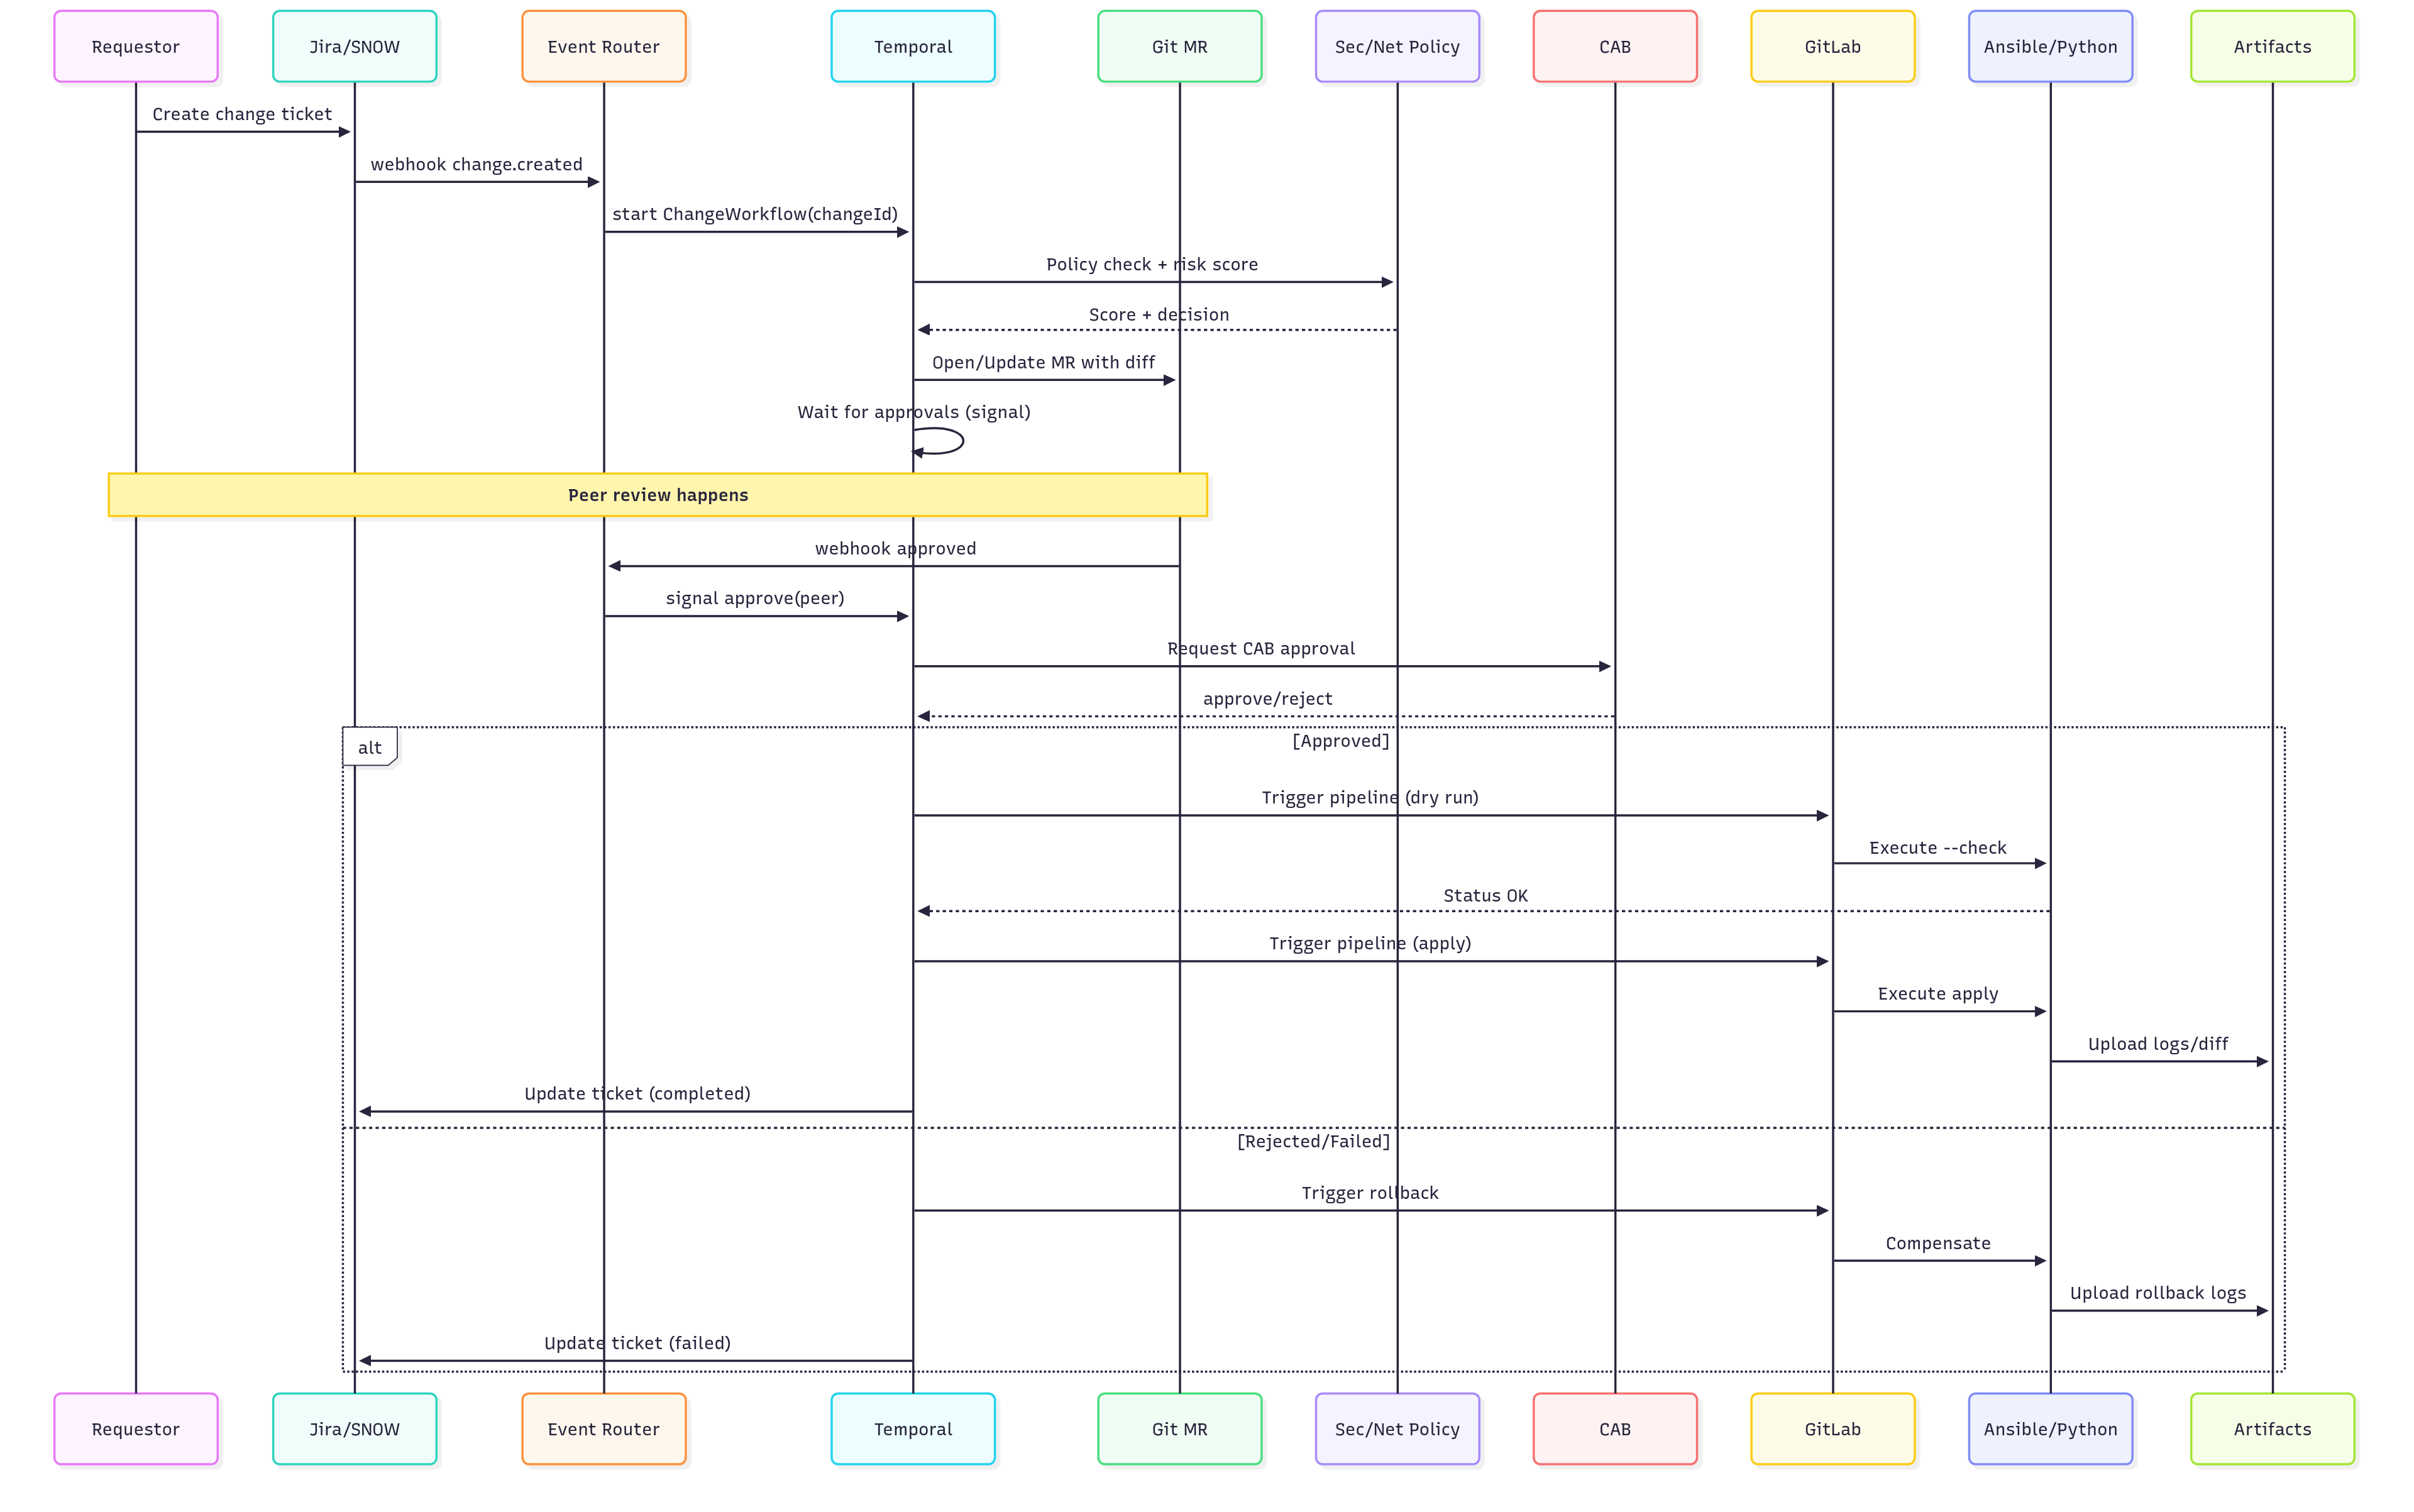 Requestor
Jira/SNOW
Event Router
Temporal
Git MR
Sec/Net Policy
CAB
GitLab
Ansible/Python
Artifacts
Create change ticket
webhook change.created
start ChangeWorkflow(changeId)
Policy check + risk score
Score + decision
Open/Update MR with diff
Wait for approvals (signal)
Peer review happens
webhook approved
signal approve(peer)
Request CAB approval
approve/reject
alt
[Approved]
Trigger pipeline (dry run)
Execute --check
Status OK
Trigger pipeline (apply)
Execute apply
Upload logs/diff
Update ticket (completed)
[Rejected/Failed]
Trigger rollback
Compensate
Upload rollback logs
Update ticket (failed)
Requestor
Jira/SNOW
Event Router
Temporal
Git MR
Sec/Net Policy
CAB
GitLab
Ansible/Python
Artifacts